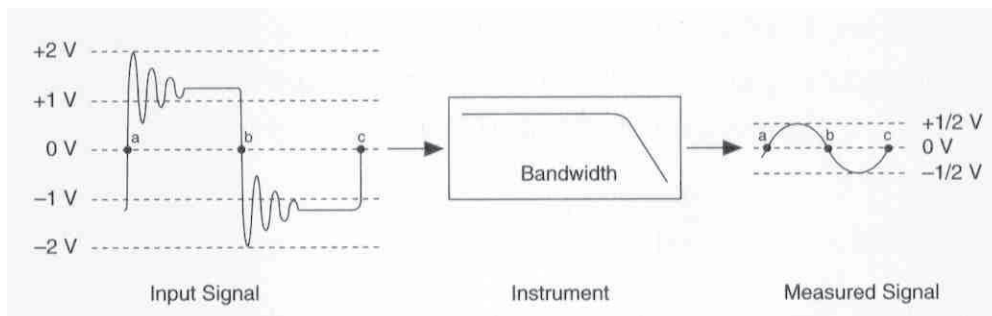 +2 V
+1 V
0 V
−1 V
−2 V
a
b
c
Input Signal
Bandwidth
Instrument
a
b
c
+1/2 V
0 V
−1/2 V
Measured Signal